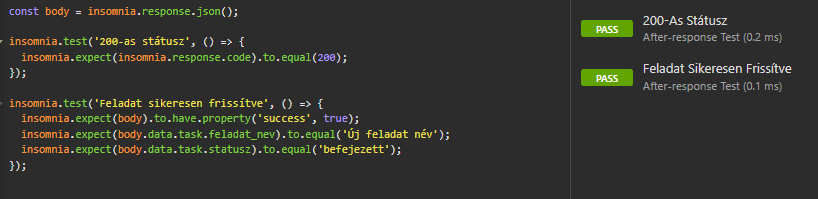 const body = insomnia.response.json();
insomnia.test('200-as státusz', () => {
insomnia.expect(insomnia.response.code).to.equal(200);
});
insomnia.test('Feladat sikeresen frissítve', () => {
insomnia.expect(body).to.have.property('success', true);
insomnia.expect(body.data.task.feladat_nev).to.equal('Új feladat név');
insomnia.expect(body.data.task.statusz).to.equal('befejezett');
});
PASS
200-As Státusz
After-response Test (0.2 ms)
PASS
Feladat Sikeresen Frissítve
After-response Test (0.1 ms)